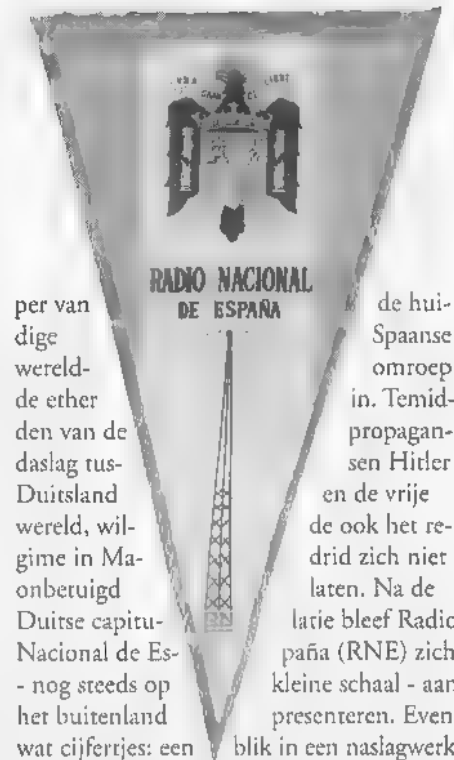 RADIO NACIONAL
DE ESPAÑA
per van de hui-
dige Spaanse
wereld- omroep
de ether in. Temid-
den van de propagan-
daslag tus- sen Hitler
Duitsland en de vrije
wereld, wil- de ook het re-
gime in Ma- drid zich niet
onbetuigd laten. Na de
Duitse capitu- latie bleef Radio
Nacional de Es- paña (RNE) zich
- nog steeds op kleine schaal - aan
het buitenland presenteren. Even
wat cijfertjes: een blik in een naslagwerk